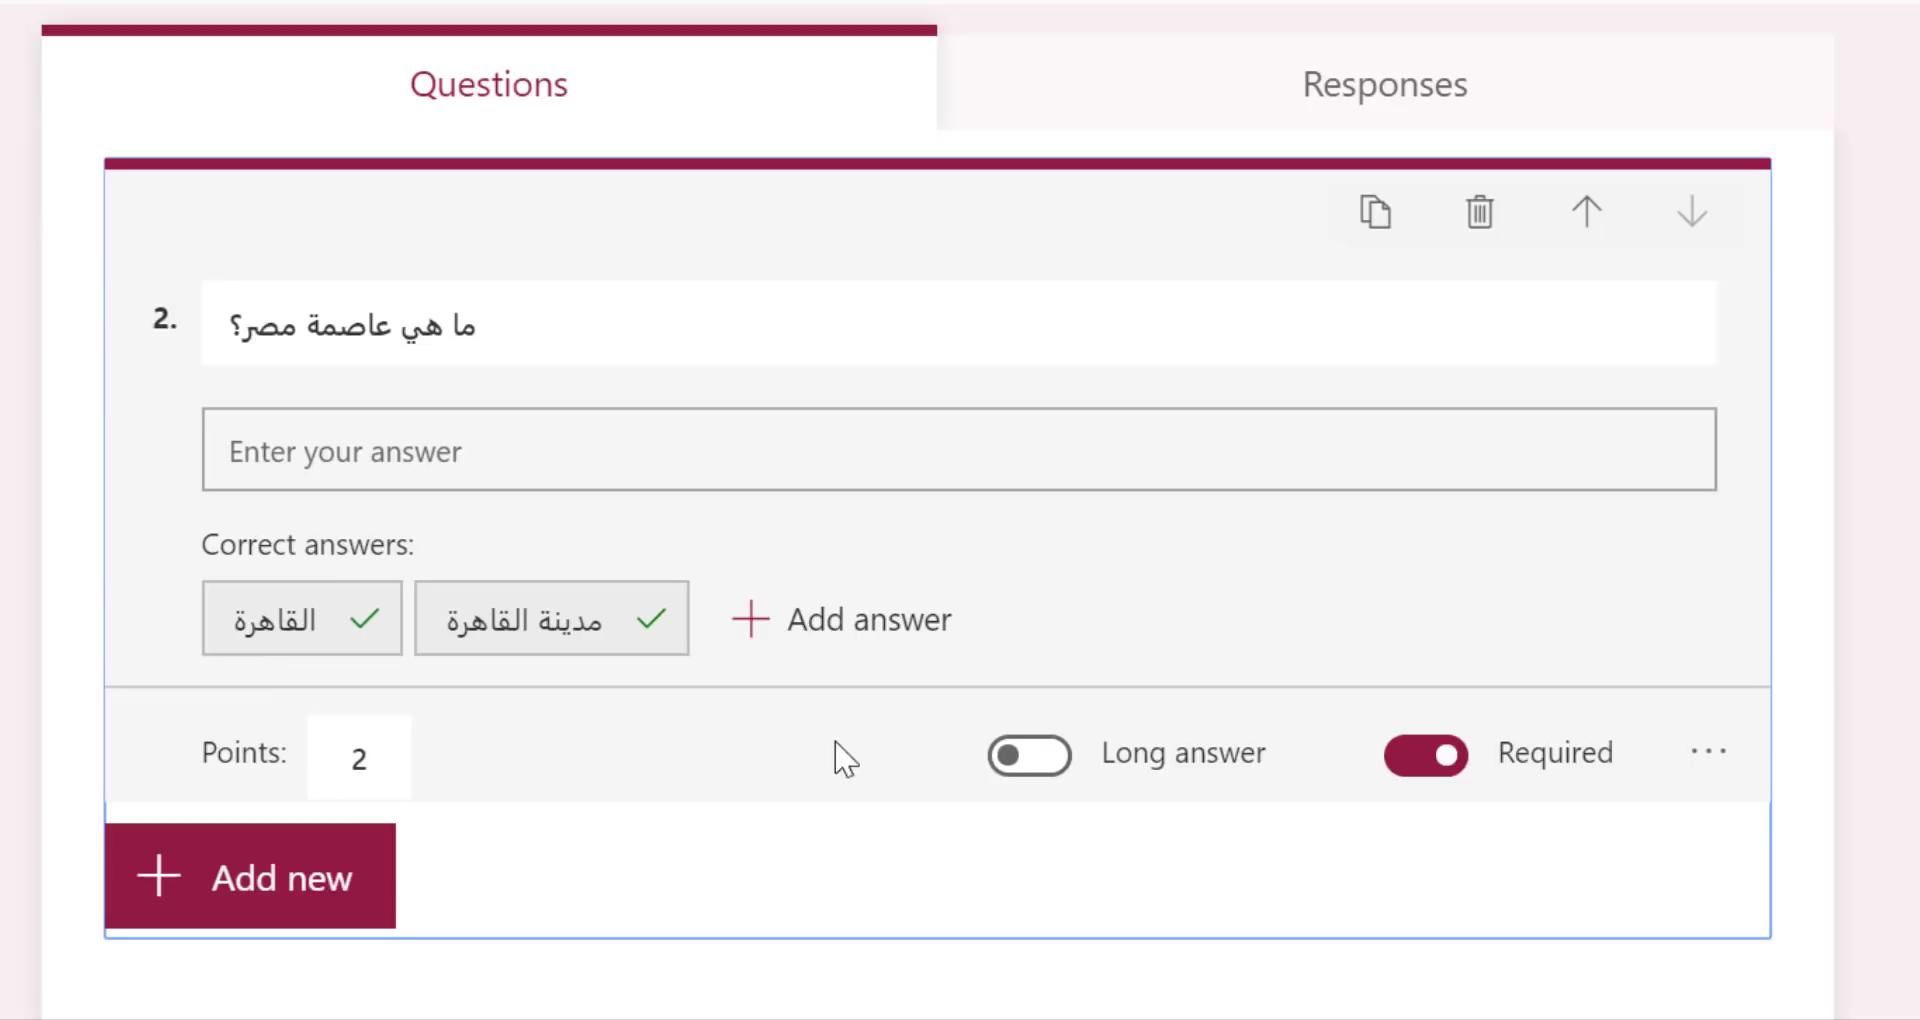 Questions
Responses
2.
ما هي عاصمة مصر؟
Enter your answer
Correct answers:
القاهرة
مدينة القاهرة
Add answer
Points:
2
Long answer
Required
Add new